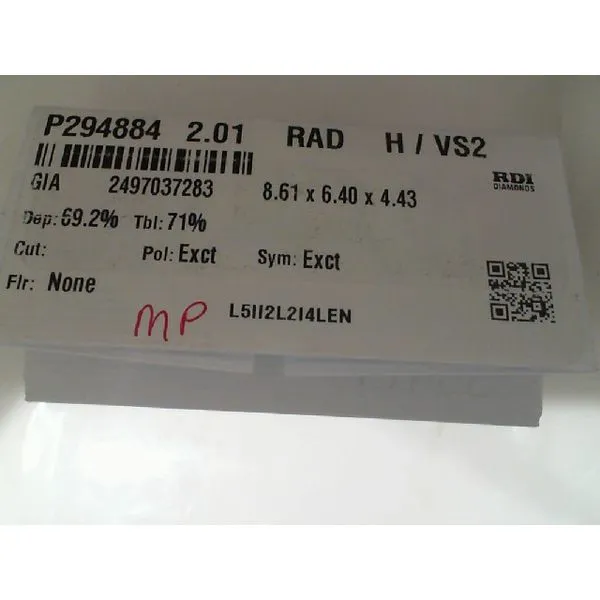 P294884 2.01 RAD H / VS2
RDI
DIAMONDS
GIA 2497037283 8.61 x 6.40 x 4.43
Dep: 69.2% Tbl: 71%
Cut: Pol: Exct Sym: Exct
Flr: None
MP L5112L214LEN